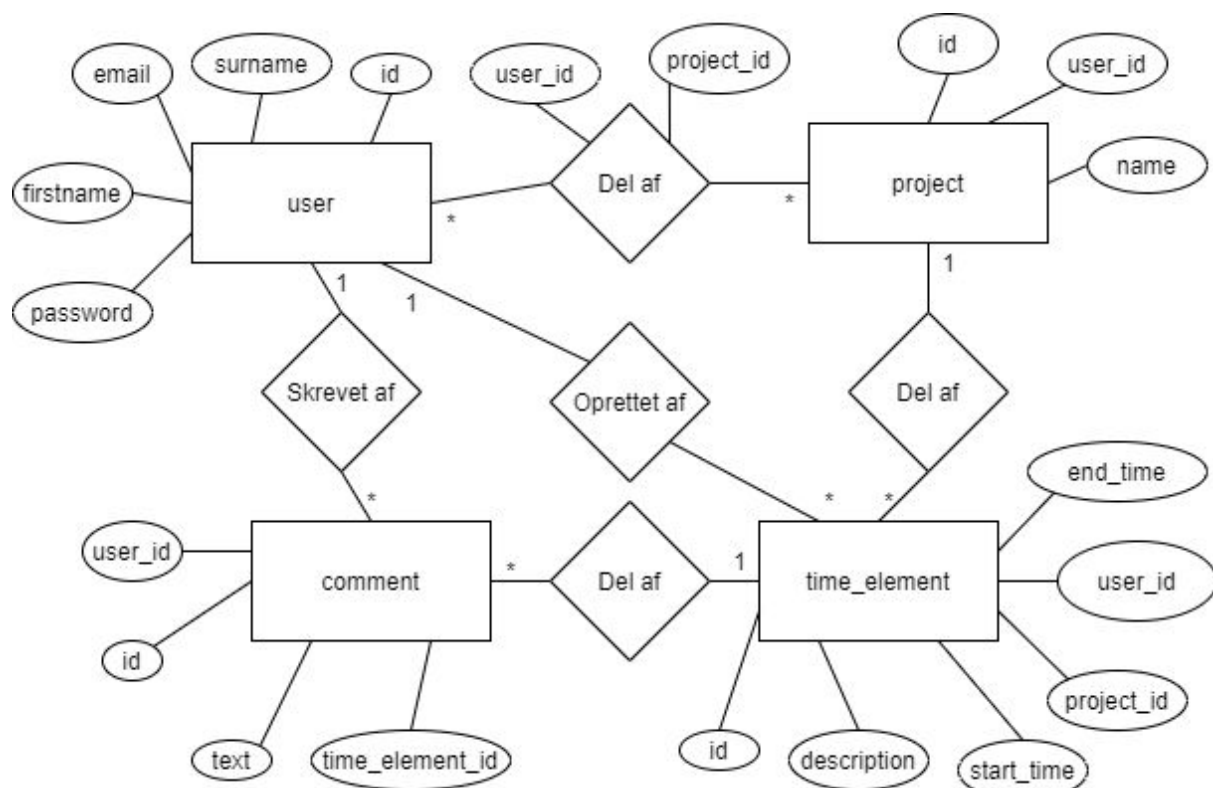 id
surname
project_id
email
id
user_id
user_id
name
firstname
user
Del af
project
*
*
password
1
1
1
Skrevet af
Oprettet af
Del af
end_time
*
*
*
user_id
comment
*
Del af
1
time_element
user_id
id
project_id
text
time_element_id
id
description
start_time